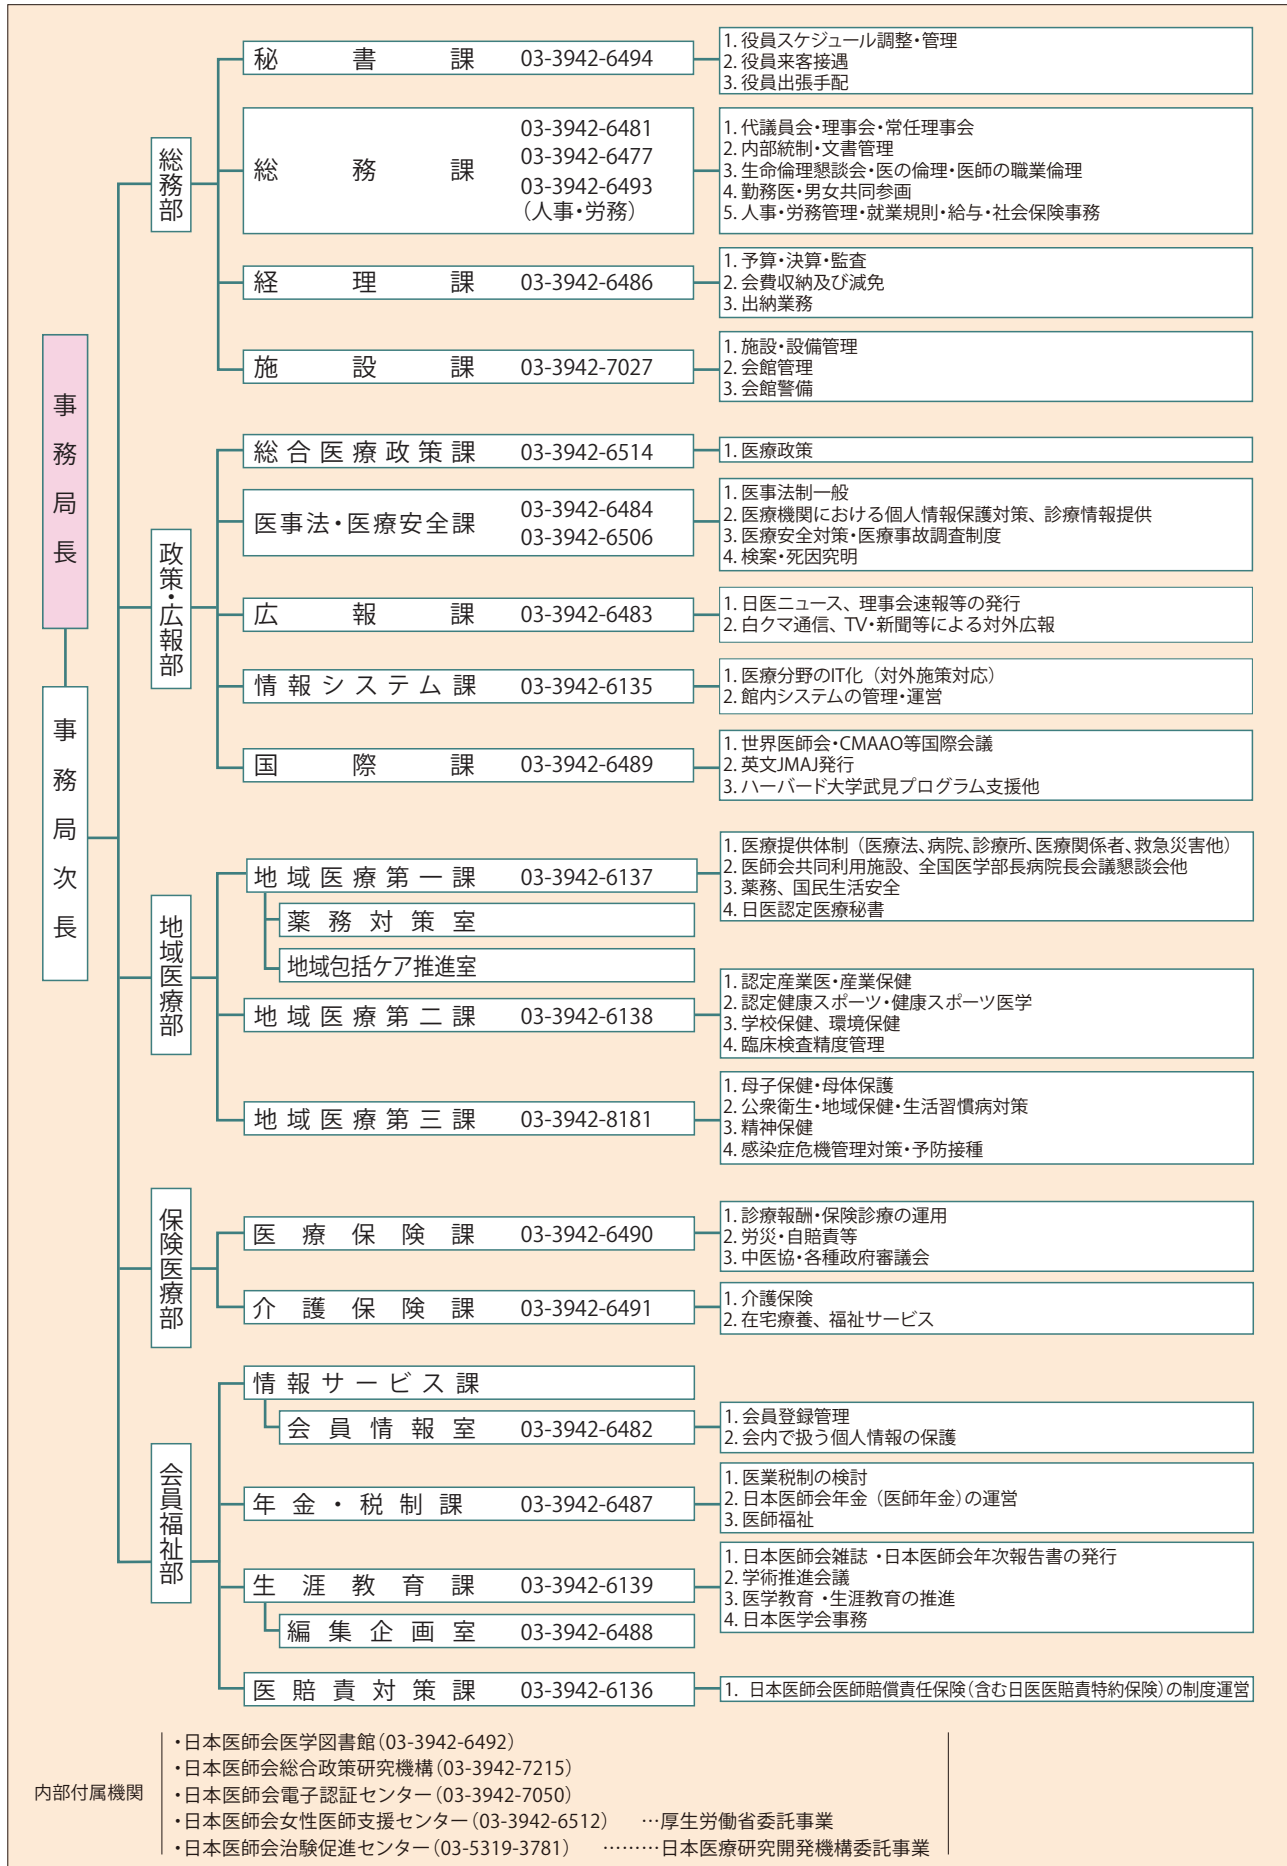 事務局長
事務局次長
総務部
秘書課 03-3942-6494
1. 役員スケジュール調整・管理
2. 役員来客接遇
3. 役員出張手配
総務課
03-3942-6481
03-3942-6477
03-3942-6493
（人事・労務）
1. 代議員会・理事会・常任理事会
2. 内部統制・文書管理
3. 生命倫理懇談会・医の倫理・医師の職業倫理
4. 勤務医・男女共同参画
5. 人事・労務管理・就業規則・給与・社会保険事務
経理課 03-3942-6486
1. 予算・決算・監査
2. 会費収納及び減免
3. 出納業務
施設課 03-3942-7027
1. 施設・設備管理
2. 会館管理
3. 会館警備
政策・広報部
総合医療政策課 03-3942-6514
1. 医療政策
医事法・医療安全課
03-3942-6484
03-3942-6506
1. 医事法制一般
2. 医療機関における個人情報保護対策、診療情報提供
3. 医療安全対策・医療事故調査制度
4. 検案・死因究明
広報課 03-3942-6483
1. 日医ニュース、理事会速報等の発行
2. 白クマ通信、TV・新聞等による対外広報
情報システム課 03-3942-6135
1. 医療分野のIT化（対外施策対応）
2. 館内システムの管理・運営
国際課 03-3942-6489
1. 世界医師会・CMAAO等国際会議
2. 英文JMAJ発行
3. ハーバード大学武見プログラム支援他
地域医療部
地域医療第一課 03-3942-6137
1. 医療提供体制（医療法、病院、診療所、医療関係者、救急災害他）
2. 医師会共同利用施設、全国医学部長病院長会議懇談会他
3. 薬務、国民生活安全
4. 日医認定医療秘書
薬務対策室
地域包括ケア推進室
地域医療第二課 03-3942-6138
1. 認定産業医・産業保健
2. 認定健康スポーツ・健康スポーツ医学
3. 学校保健、環境保健
4. 臨床検査精度管理
地域医療第三課 03-3942-8181
1. 母子保健・母体保護
2. 公衆衛生・地域保健・生活習慣病対策
3. 精神保健
4. 感染症危機管理対策・予防接種
保険医療部
医療保険課 03-3942-6490
1. 診療報酬・保険診療の運用
2. 労災・自賠責等
3. 中医協・各種政府審議会
介護保険課 03-3942-6491
1. 介護保険
2. 在宅療養、福祉サービス
会員福祉部
情報サービス課
会員情報室 03-3942-6482
1. 会員登録管理
2. 会内で扱う個人情報の保護
年金・税制課 03-3942-6487
1. 医業税制の検討
2. 日本医師会年金（医師年金）の運営
3. 医師福祉
生涯教育課 03-3942-6139
1. 日本医師会雑誌・日本医師会年次報告書の発行
2. 学術推進会議
3. 医学教育・生涯教育の推進
4. 日本医学会事務
編集企画室 03-3942-6488
医賠責対策課 03-3942-6136
1. 日本医師会医師賠償責任保険（含む日医医賠責特約保険）の制度運営
内部付属機関
・日本医師会医学図書館（03-3942-6492）
・日本医師会総合政策研究機構（03-3942-7215）
・日本医師会電子認証センター（03-3942-7050）
・日本医師会女性医師支援センター（03-3942-6512） …厚生労働省委託事業
・日本医師会治験促進センター（03-5319-3781） ………日本医療研究開発機構委託事業